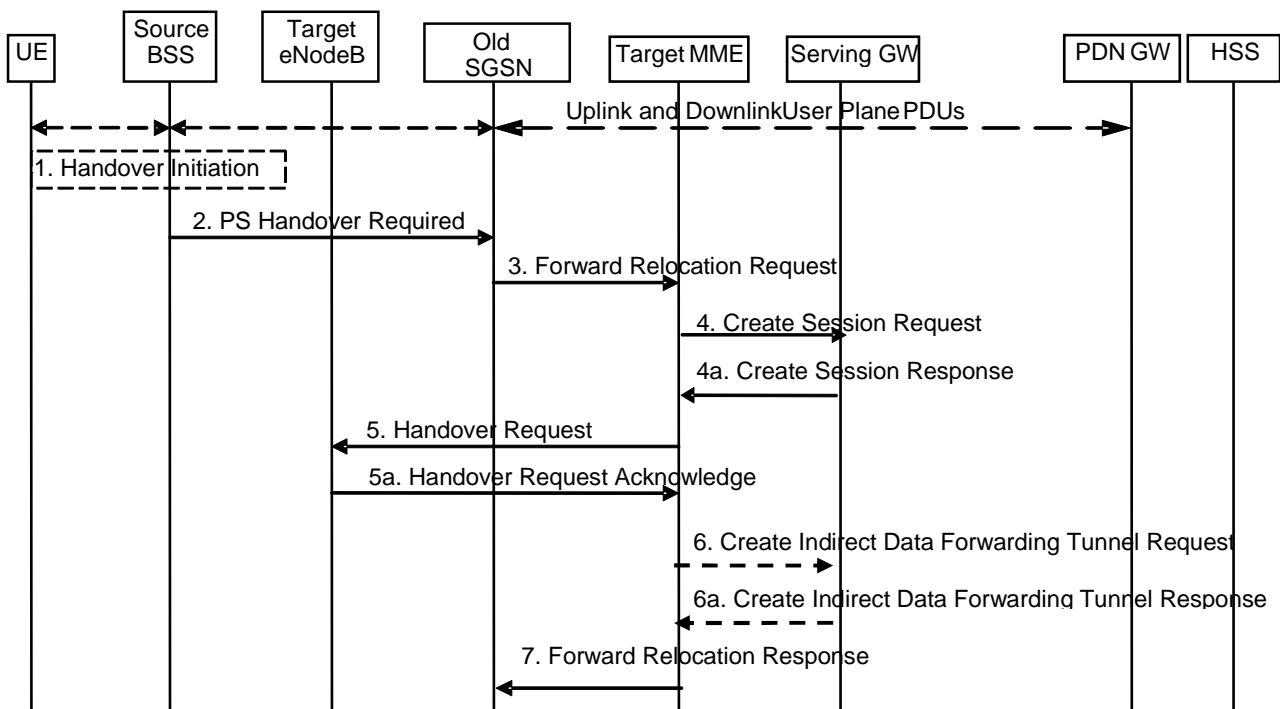 UE
Source
BSS
Target
eNodeB
Old
SGSN
Target MME
Serving GW
PDN GW
HSS
Uplink and DownlinkUser Plane PDUs
1. Handover Initiation
2. PS Handover Required
3. Forward Relocation Request
4. Create Session Request
4a. Create Session Response
5. Handover Request
5a. Handover Request Acknowledge
6. Create Indirect Data Forwarding Tunnel Request
6a. Create Indirect Data Forwarding Tunnel Response
7. Forward Relocation Response